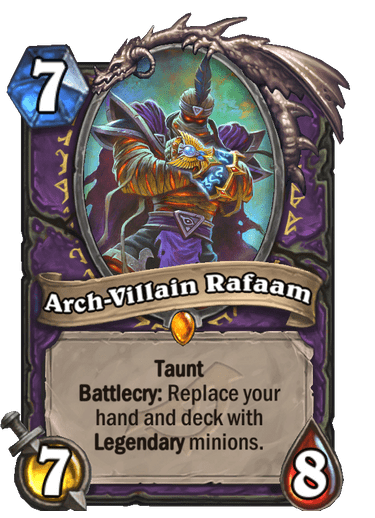 7
Arch-Villain Rafaam
Taunt
Battlecry: Replace your
hand and deck with
Legendary minions.
7
8